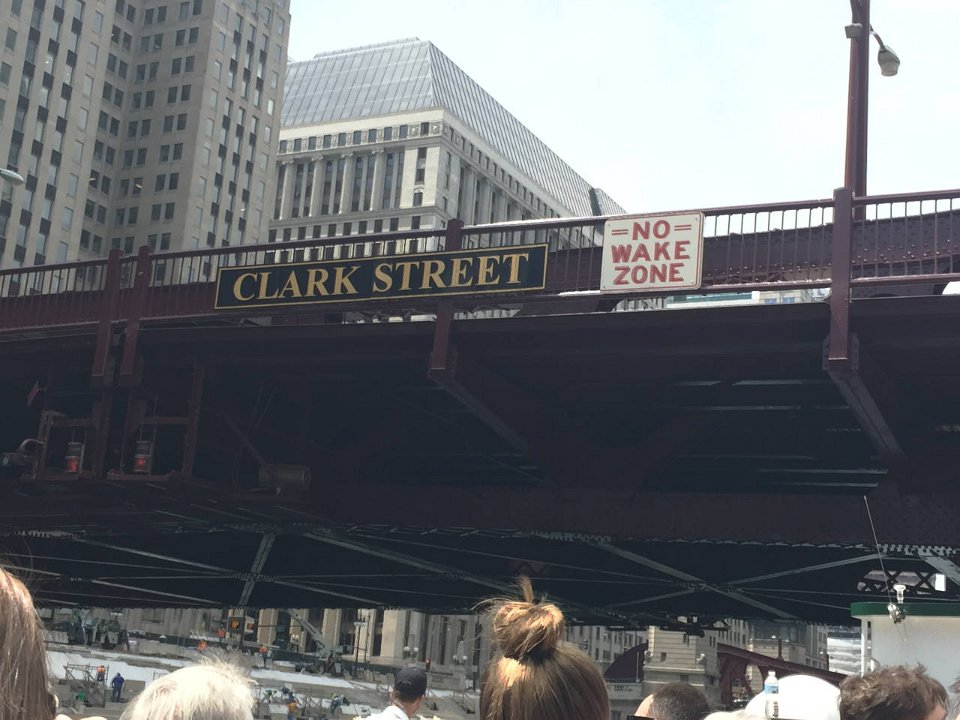 CLARK STREET
=NO=
WAKE
ZONE